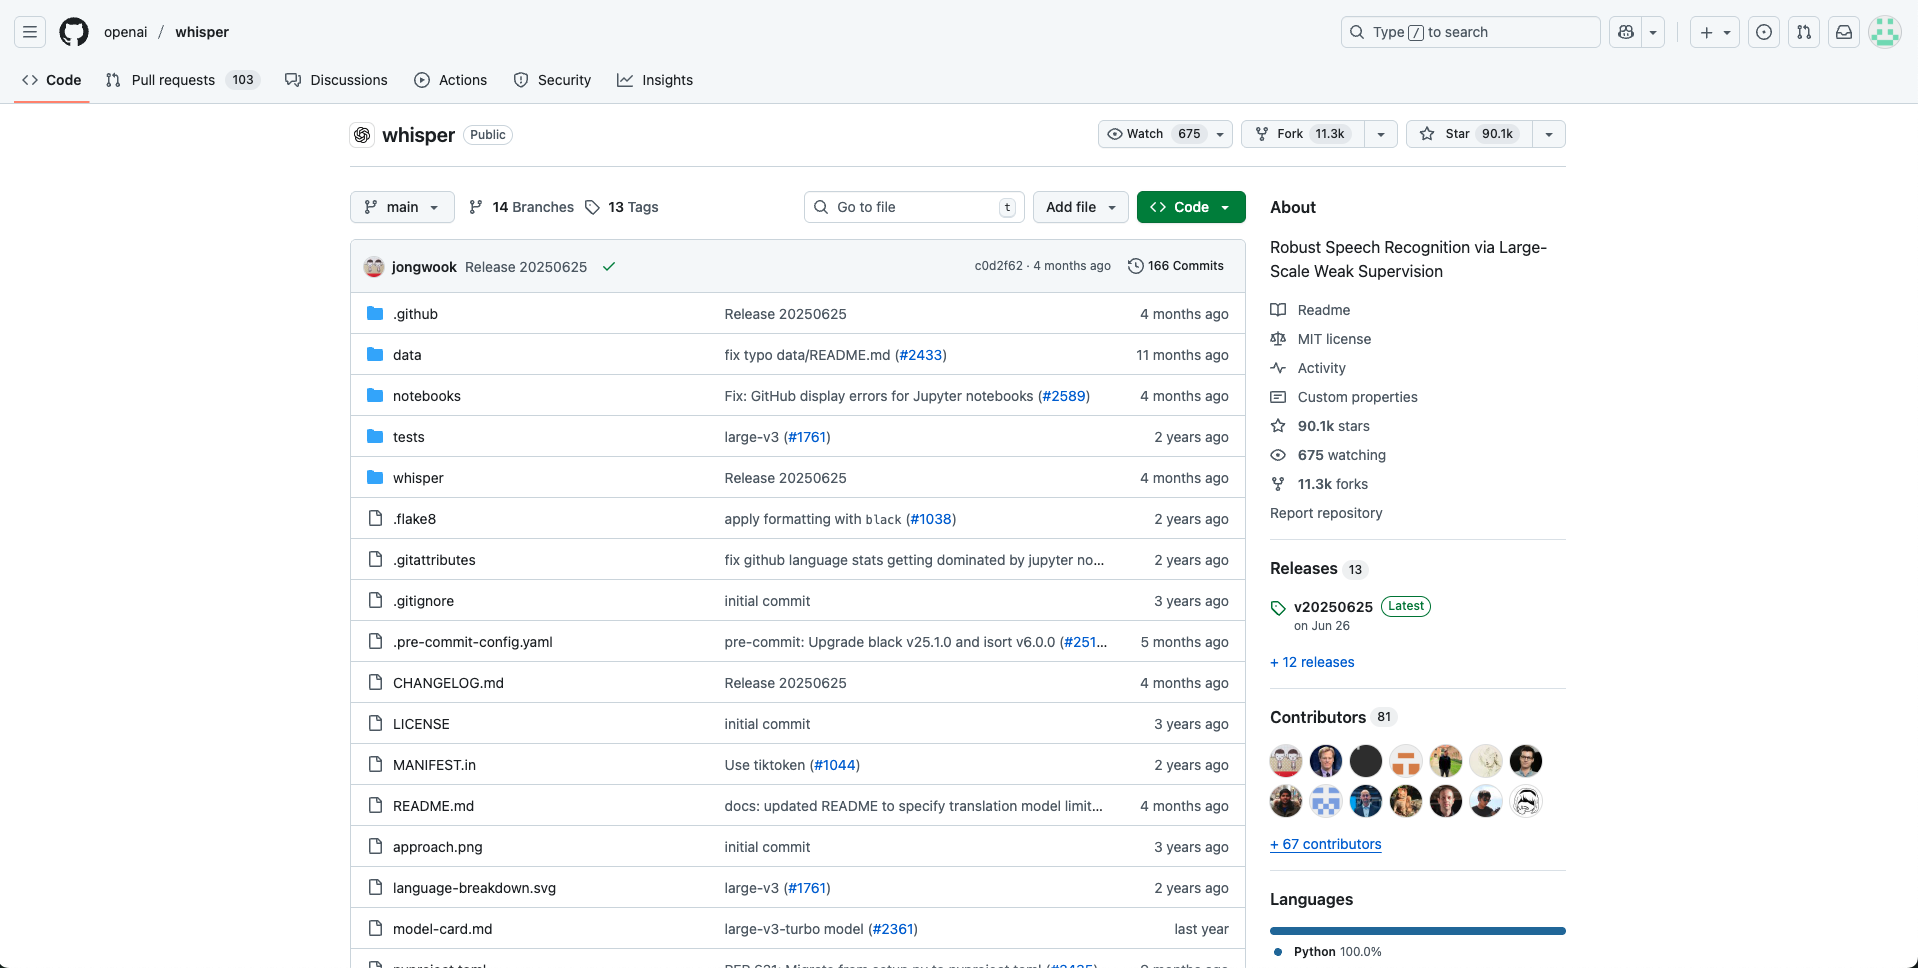 openai / whisper
Type / to search
Code
Pull requests 103
Discussions
Actions
Security
Insights
whisper Public
Watch 675
Fork 11.3k
Star 90.1k
main
14 Branches
13 Tags
Go to file t
Add file
Code
jongwook Release 20250625 c0d2f62 · 4 months ago 166 Commits
.github Release 20250625 4 months ago
data fix typo data/README.md (#2433) 11 months ago
notebooks Fix: GitHub display errors for Jupyter notebooks (#2589) 4 months ago
tests large-v3 (#1761) 2 years ago
whisper Release 20250625 4 months ago
.flake8 apply formatting with black (#1038) 2 years ago
.gitattributes fix github language stats getting dominated by jupyter no... 2 years ago
.gitignore initial commit 3 years ago
.pre-commit-config.yaml pre-commit: Upgrade black v25.1.0 and isort v6.0.0 (#251... 5 months ago
CHANGELOG.md Release 20250625 4 months ago
LICENSE initial commit 3 years ago
MANIFEST.in Use tiktoken (#1044) 2 years ago
README.md docs: updated README to specify translation model limit... 4 months ago
approach.png initial commit 3 years ago
language-breakdown.svg large-v3 (#1761) 2 years ago
model-card.md large-v3-turbo model (#2361) last year
About
Robust Speech Recognition via Large-
Scale Weak Supervision
Readme
MIT license
Activity
Custom properties
90.1k stars
675 watching
11.3k forks
Report repository
Releases 13
v20250625 Latest
on Jun 26
+ 12 releases
Contributors 81
+ 67 contributors
Languages
Python 100.0%